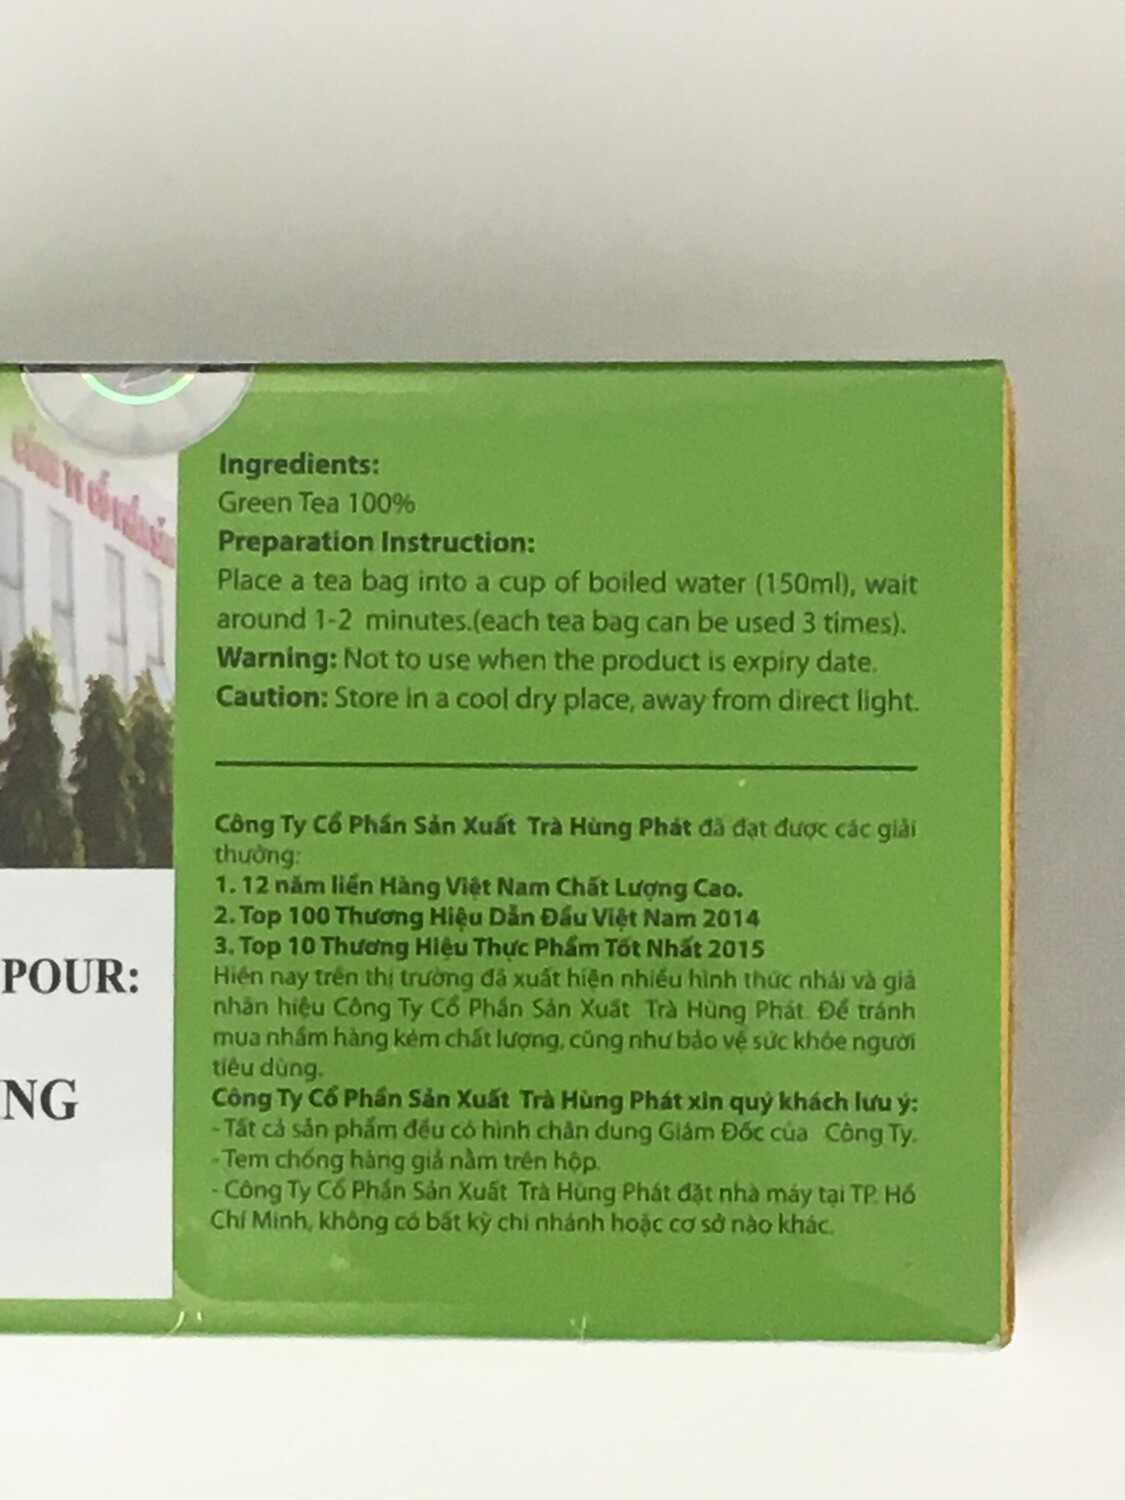 CÔNG TY CỔ PHẦN SẢN
Ingredients:
Green Tea 100%
Preparation Instruction:
Place a tea bag into a cup of boiled water (150ml), wait
around 1-2 minutes.(each tea bag can be used 3 times).
Warning: Not to use when the product is expiry date.
Caution: Store in a cool dry place, away from direct light.
Công Ty Cổ Phần Sản Xuất Trà Hùng Phát đã đạt được các giải
thưởng:
1. 12 năm liền Hàng Việt Nam Chất Lượng Cao.
2. Top 100 Thương Hiệu Dẫn Đầu Việt Nam 2014
3. Top 10 Thương Hiệu Thực Phẩm Tốt Nhất 2015
Hiện nay trên thị trường đã xuất hiện nhiều hình thức nhái và giả
nhãn hiệu Công Ty Cổ Phần Sản Xuất Trà Hùng Phát. Để tránh
mua nhầm hàng kém chất lượng, cũng như bảo vệ sức khỏe người
tiêu dùng.
Công Ty Cổ Phần Sản Xuất Trà Hùng Phát xin quý khách lưu ý:
- Tất cả sản phẩm đều có hình chân dung Giám Đốc của Công Ty.
- Tem chống hàng giả nằm trên hộp.
- Công Ty Cổ Phần Sản Xuất Trà Hùng Phát đặt nhà máy tại TP. Hồ
Chí Minh, không có bất kỳ chi nhánh hoặc cơ sở nào khác.
POUR:
NG